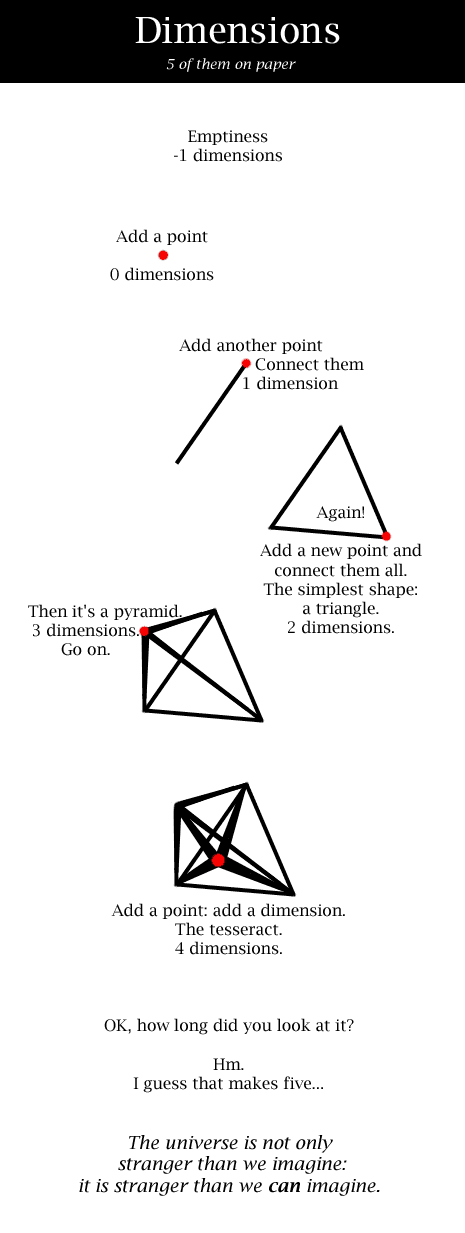 Dimensions
5 of them on paper
Emptiness
-1 dimensions
Add a point
0 dimensions
Add another point
Connect them
1 dimension
Again!
Add a new point and
connect them all.
The simplest shape:
a triangle.
2 dimensions.
Then it's a pyramid.
3 dimensions.
Go on.
Add a point: add a dimension.
The tesseract.
4 dimensions.
OK, how long did you look at it?
Hm.
I guess that makes five...
The universe is not only
stranger than we imagine:
it is stranger than we can imagine.